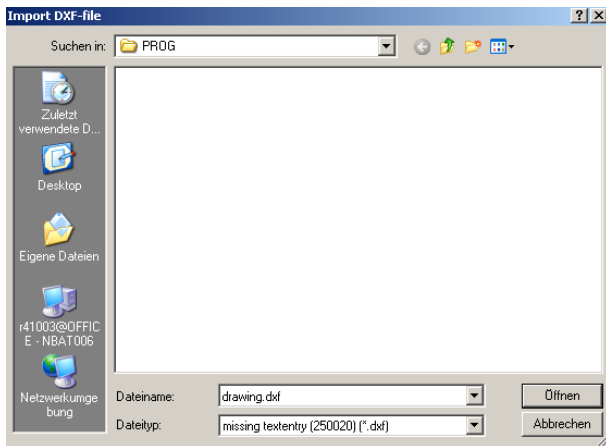 Import DXF-file
Suchen in: PROG
Zuletzt
verwendete D...
Desktop
Eigene Dateien
r41003@OFFIC
E - NBAT006
Netzwerkumge
bung
Dateiname: drawing.dxf Öffnen
Dateityp: missing textentry (250020) (*.dxf) Abbrechen